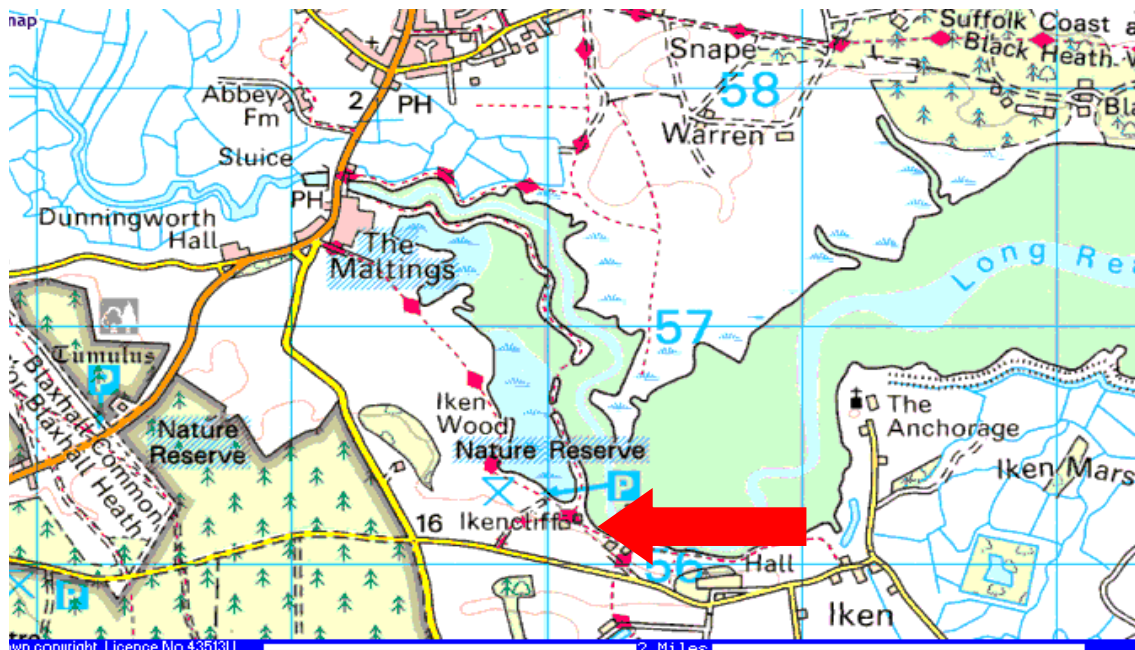 map
Suffolk Coast a
Black Heath W
Snape
58
Warren
Bla
Abbey
Fm
2
PH
Sluice
PH
Dunningworth
Hall
The
Maltings
Long Re
57
Tumulus
P
Blaxhall Common
or Blaxhall Heath
Nature
Reserve
Iken
Wood
Nature Reserve
P
The
Anchorage
Iken Mars
16
Ikencliff
56
Hall
Iken
P
wn copyright Licence No 43513U
2 Miles